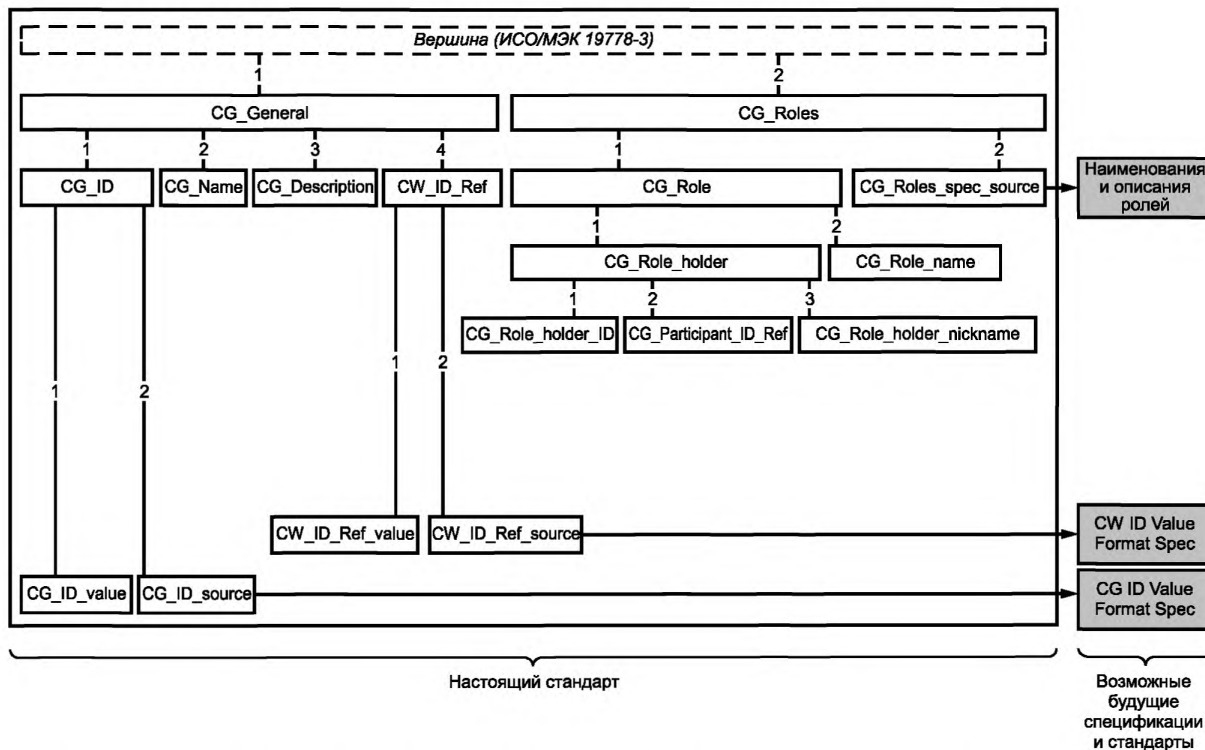 Вершина (ИСО/МЭК 19778-3)
1
2
CG_General
CG_Roles
1
2
3
4
1
2
CG_ID
CG_Name
CG_Description
CW_ID_Ref
CG_Role
CG_Roles_spec_source
Наименования
и описания
ролей
1
2
CG_Role_holder
CG_Role_name
1
2
3
CG_Role_holder_ID
CG_Participant_ID_Ref
CG_Role_holder_nickname
1
2
1
2
CW_ID_Ref_value
CW_ID_Ref_source
CW ID Value
Format Spec
CG_ID_value
CG_ID_source
CG ID Value
Format Spec
Настоящий стандарт
Возможные
будущие
спецификации
и стандарты